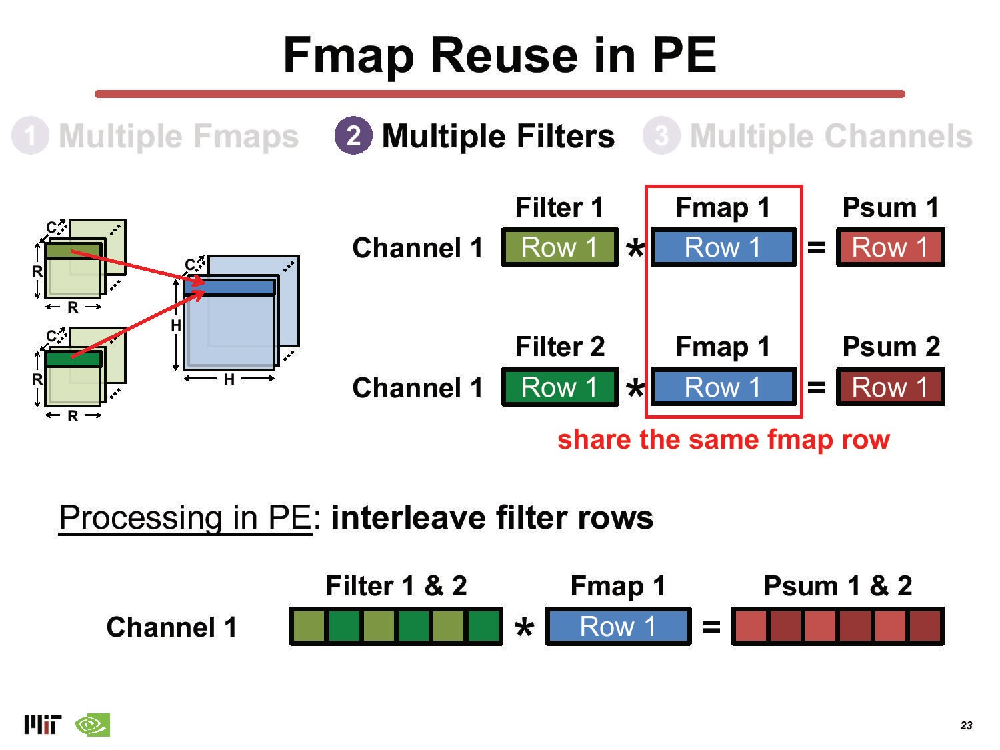 Fmap Reuse in PE
1 Multiple Fmaps
2 Multiple Filters
3 Multiple Channels
C
R
R
C
R
R
C
H
H
Filter 1 Fmap 1 Psum 1
Channel 1 Row 1 * Row 1 = Row 1
Filter 2 Fmap 1 Psum 2
Channel 1 Row 1 * Row 1 = Row 1
share the same fmap row
Processing in PE: interleave filter rows
Filter 1 & 2 Fmap 1 Psum 1 & 2
Channel 1 * Row 1 =
MiT
23